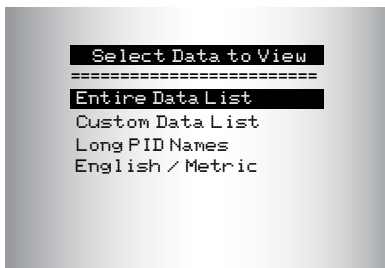 Select Data to View
=========================
Entire Data List
Custom Data List
Long PID Names
English / Metric